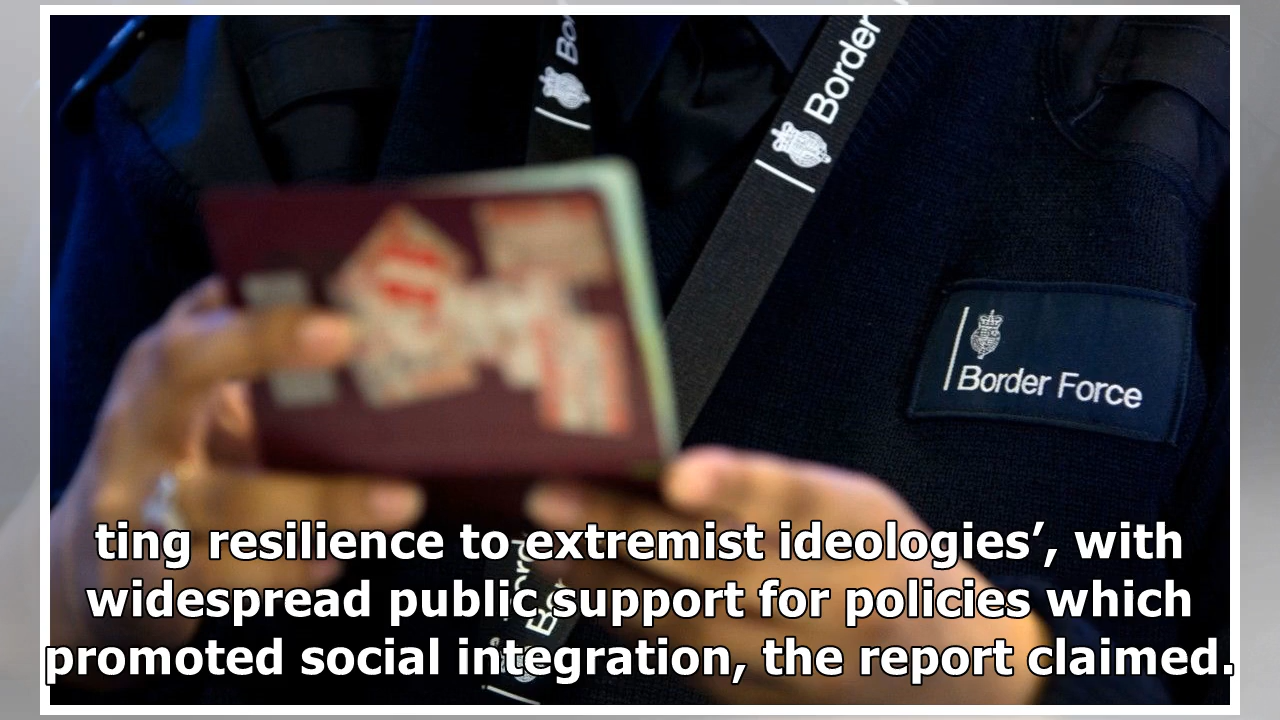 Bo
Border
Border Force
ting resilience to extremist ideologies’, with
widespread public support for policies which
promoted social integration, the report claimed.